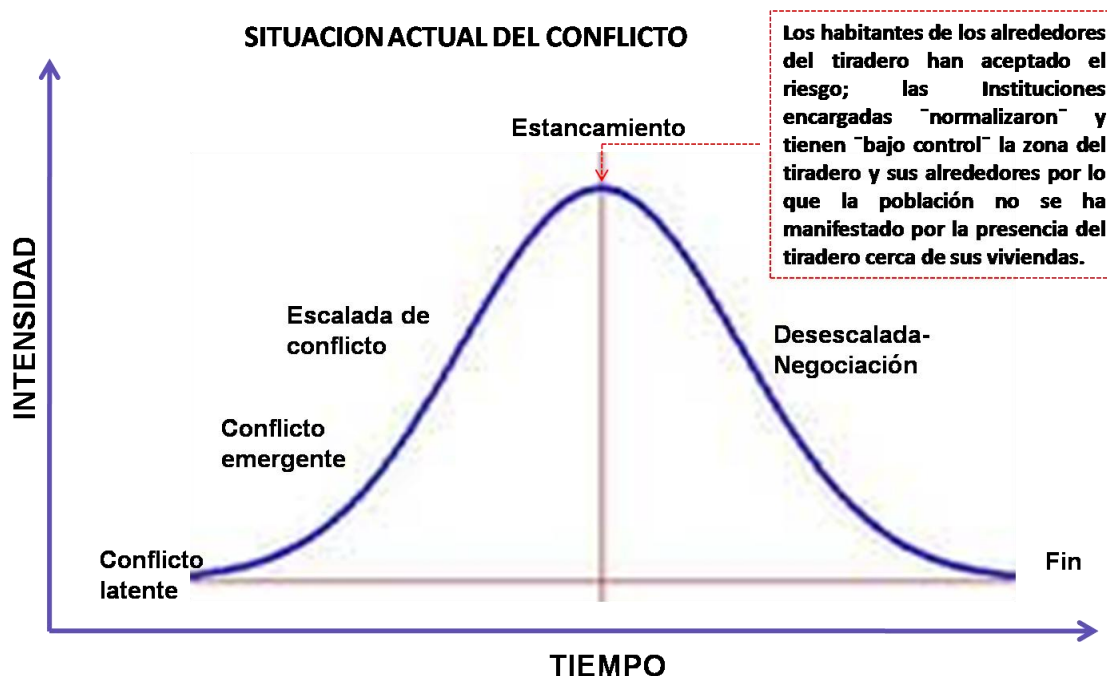 SITUACION ACTUAL DEL CONFLICTO
Los habitantes de los alrededores
del tiradero han aceptado el
riesgo; las Instituciones
encargadas ¨normalizaron¨ y
tienen ¨bajo control¨ la zona del
tiradero y sus alrededores por lo
que la población no se ha
manifestado por la presencia del
tiradero cerca de sus viviendas.
Estancamiento
INTENSIDAD
Escalada de
conflicto
Desescalada-
Negociación
Conflicto
emergente
Conflicto
latente
Fin
TIEMPO